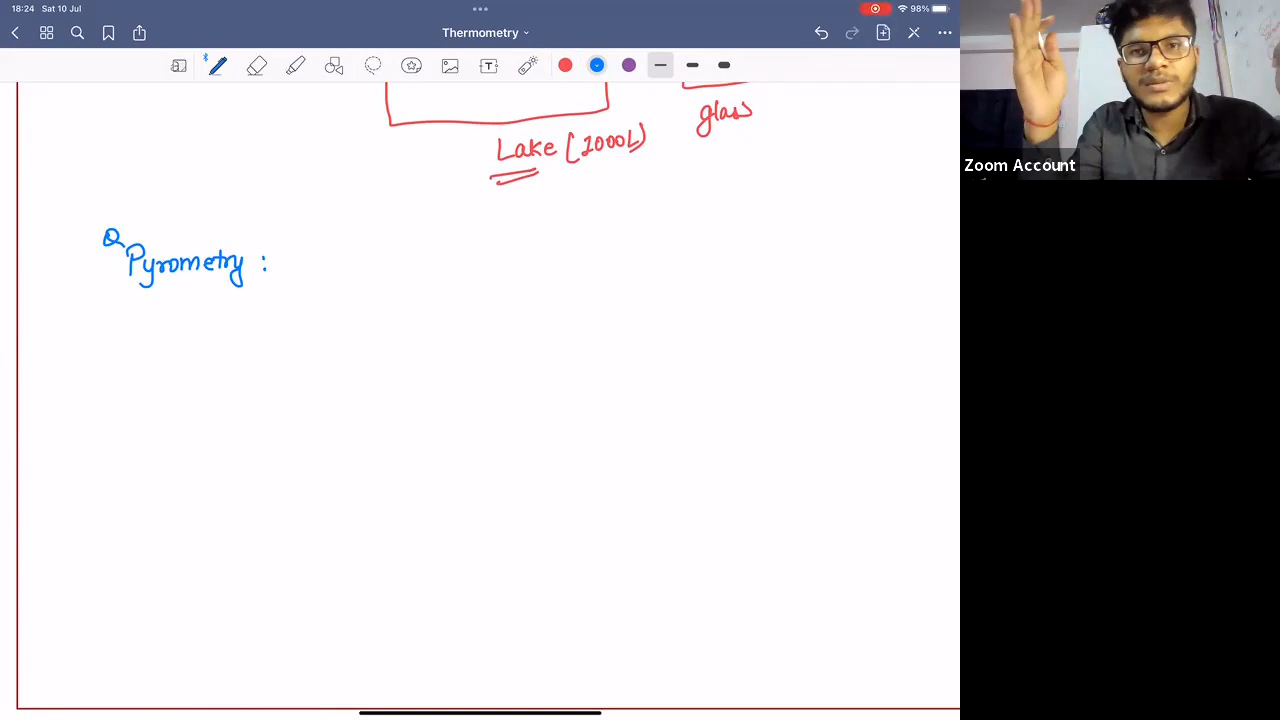 18:24 Sat 10 Jul
98%
Thermometry
T
glass
Lake [1000L)
Q
Pyrometry :
Zoom Account